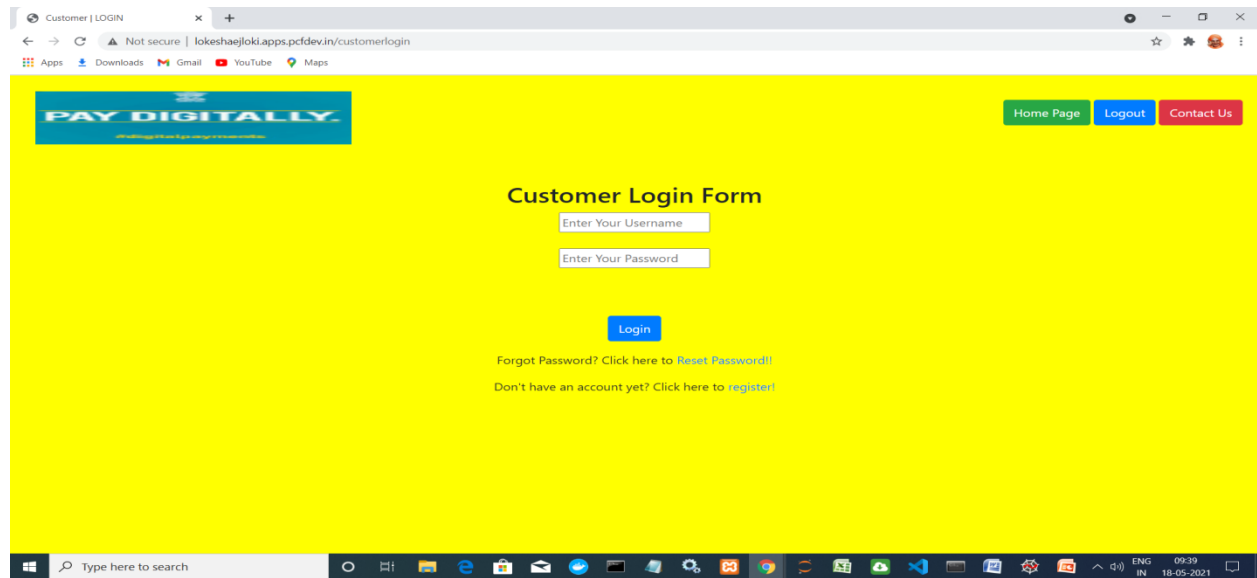 Customer | LOGIN
Not secure | lokeshaejloki.apps.pcfdev.in/customerlogin
Apps Downloads Gmail YouTube Maps
PAY DIGITALLY.
#digitalpayments
Home Page Logout Contact Us
Customer Login Form
Enter Your Username
Enter Your Password
Login
Forgot Password? Click here to Reset Password!!
Don't have an account yet? Click here to register!
Type here to search
ENG 09:39
IN 18-05-2021